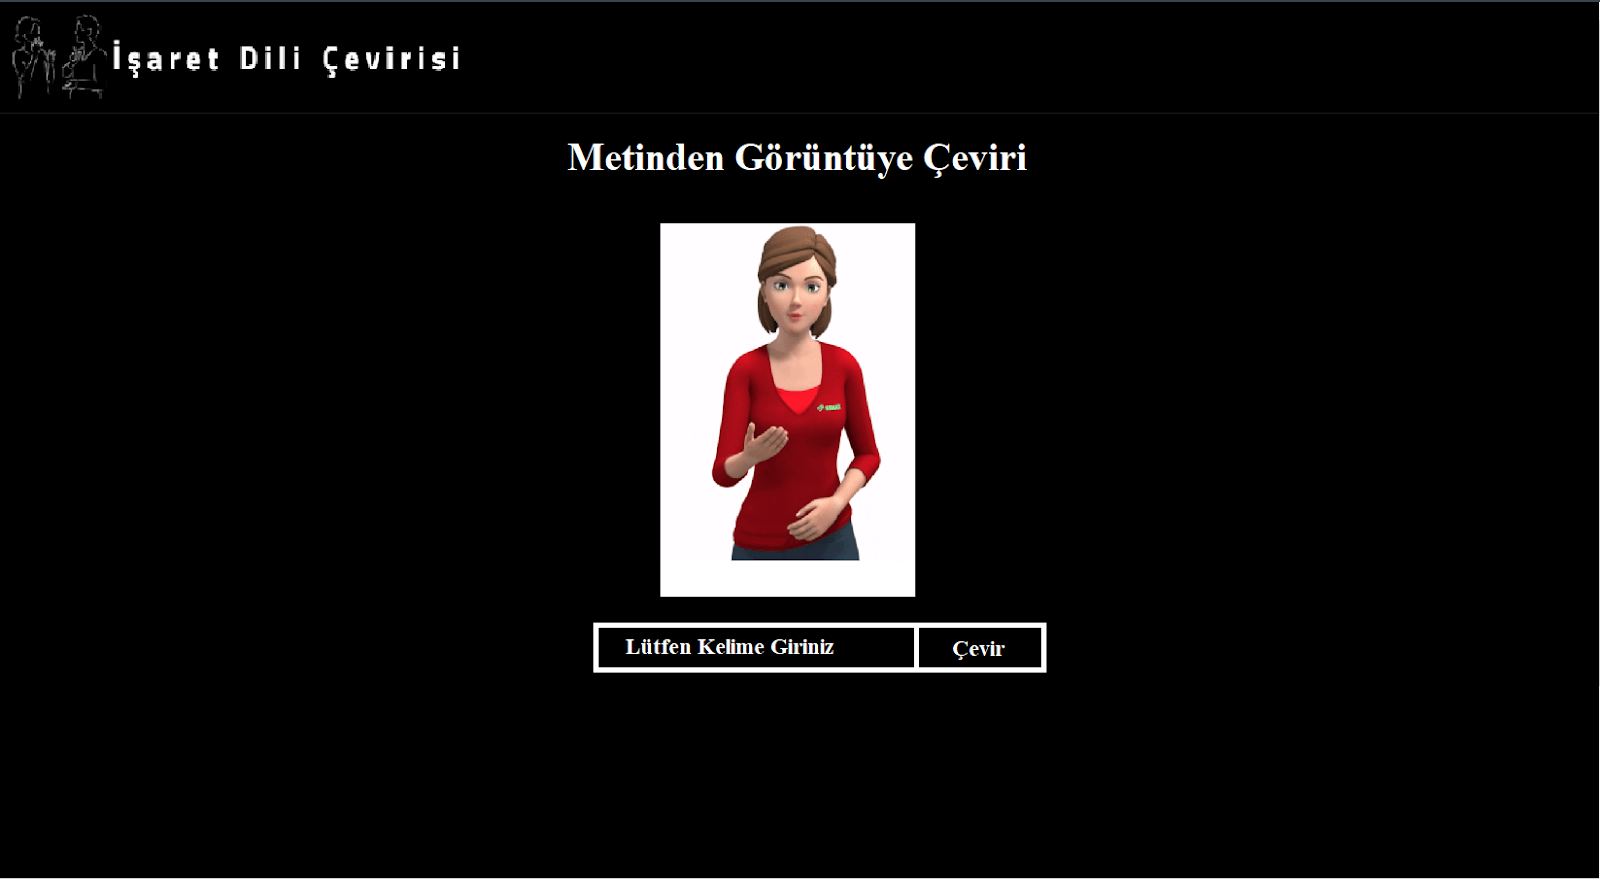 İşaret Dili Çevirisi
Metinden Görüntüye Çeviri
Lütfen Kelime Giriniz
Çevir